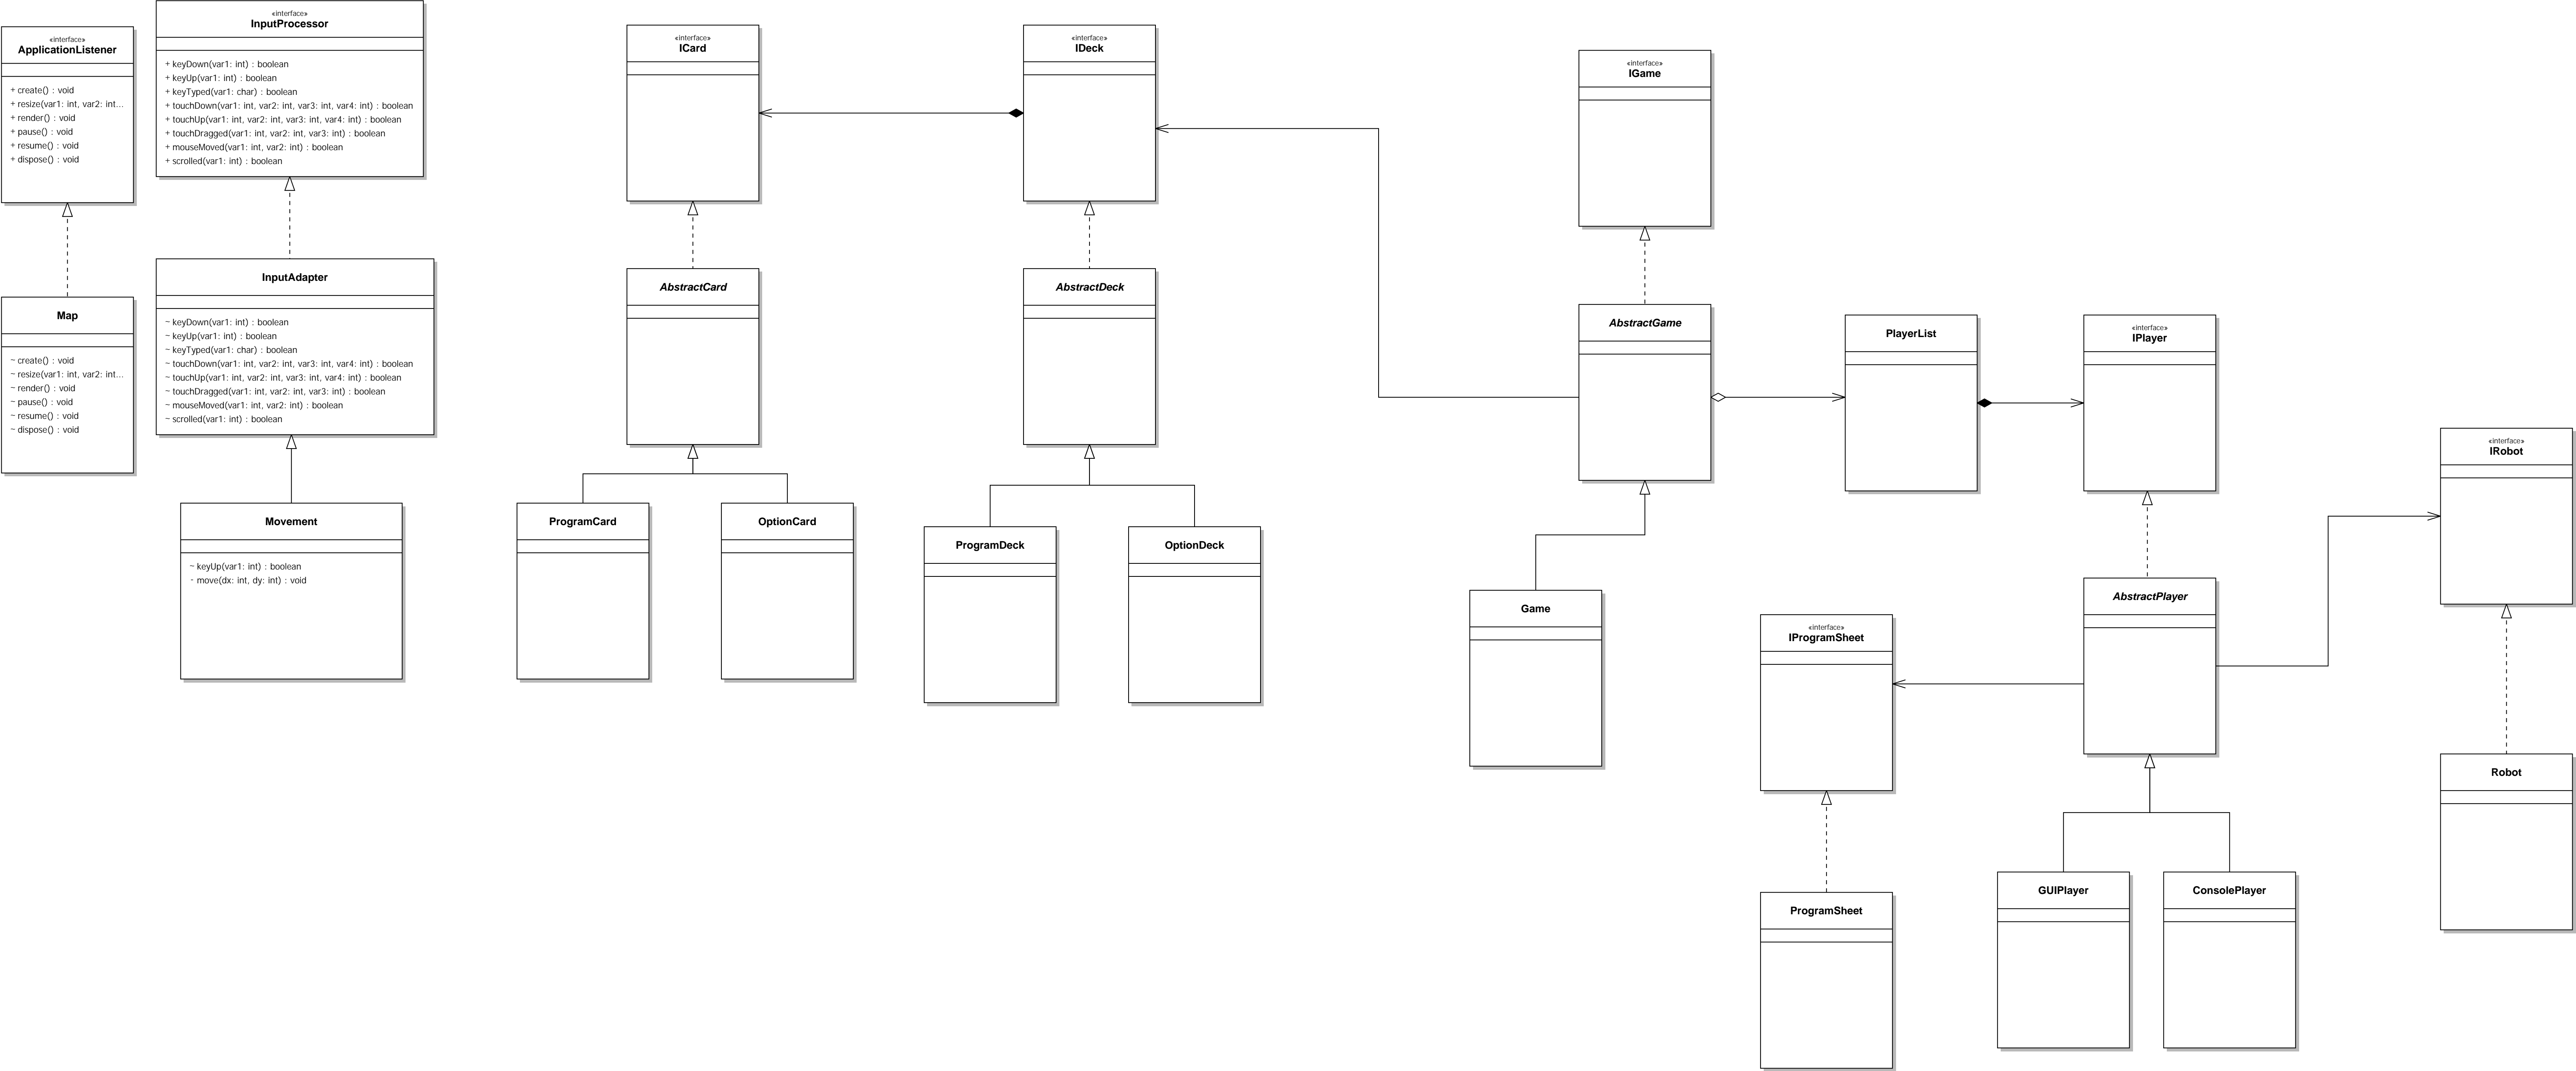 «interface»
ApplicationListener
+ create() : void
+ resize(var1: int, var2: int...
+ render() : void
+ pause() : void
+ resume() : void
+ dispose() : void
Map
~ create() : void
~ resize(var1: int, var2: int...
~ render() : void
~ pause() : void
~ resume() : void
~ dispose() : void
«interface»
InputProcessor
+ keyDown(var1: int) : boolean
+ keyUp(var1: int) : boolean
+ keyTyped(var1: char) : boolean
+ touchDown(var1: int, var2: int, var3: int, var4: int) : boolean
+ touchUp(var1: int, var2: int, var3: int, var4: int) : boolean
+ touchDragged(var1: int, var2: int, var3: int) : boolean
+ mouseMoved(var1: int, var2: int) : boolean
+ scrolled(var1: int) : boolean
InputAdapter
~ keyDown(var1: int) : boolean
~ keyUp(var1: int) : boolean
~ keyTyped(var1: char) : boolean
~ touchDown(var1: int, var2: int, var3: int, var4: int) : boolean
~ touchUp(var1: int, var2: int, var3: int, var4: int) : boolean
~ touchDragged(var1: int, var2: int, var3: int) : boolean
~ mouseMoved(var1: int, var2: int) : boolean
~ scrolled(var1: int) : boolean
Movement
~ keyUp(var1: int) : boolean
- move(dx: int, dy: int) : void
«interface»
ICard
AbstractCard
ProgramCard
OptionCard
«interface»
IDeck
AbstractDeck
ProgramDeck
OptionDeck
«interface»
IGame
AbstractGame
Game
PlayerList
«interface»
IPlayer
AbstractPlayer
«interface»
IProgramSheet
ProgramSheet
GUIPlayer
ConsolePlayer
«interface»
IRobot
Robot